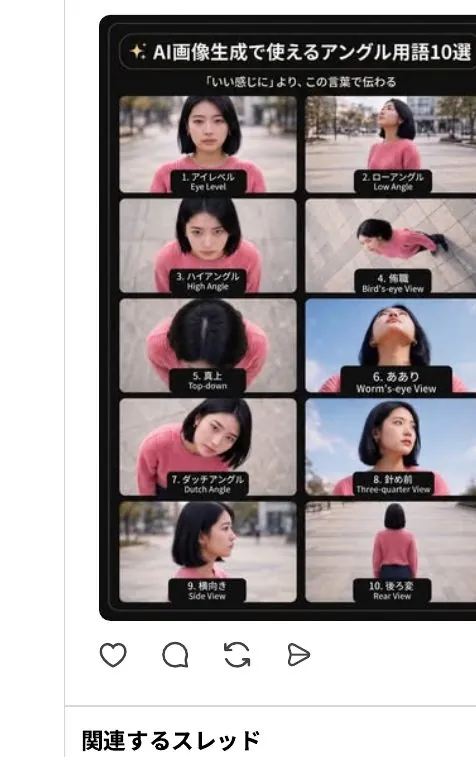 AI画像生成で使えるアングル用語10選
「いい感じに」より、この言葉で伝わる
1. アイレベル
Eye Level
2. ローアングル
Low Angle
3. ハイアングル
High Angle
4. 俯職
Bird's-eye View
5. 真上
Top-down
6. ああり
Worm's-eye View
7. ダッチアングル
Dutch Angle
8. 針め前
Three-quarter View
9. 横向き
Side View
10. 後ろ変
Rear View
関連するスレッド